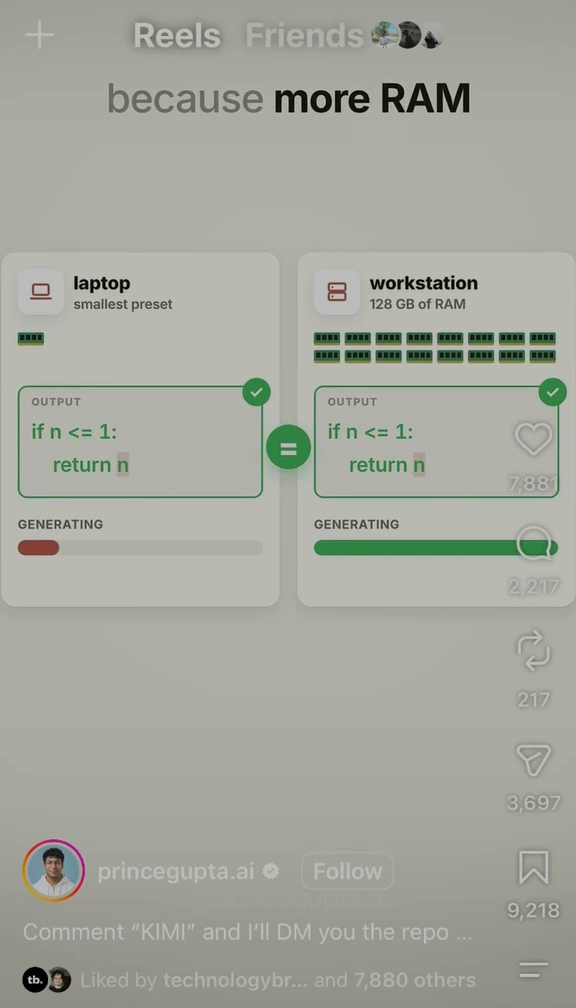 Reels Friends
because more RAM
laptop
smallest preset
workstation
128 GB of RAM
OUTPUT
if n <= 1:
return n
=
OUTPUT
if n <= 1:
return n
GENERATING
GENERATING
7,881
2,217
217
3,697
9,218
princegupta.ai
Follow
@princegupta.ai
Comment “KIMI” and I’ll DM you the repo ...
tb.
Liked by technologybr... and 7,880 others